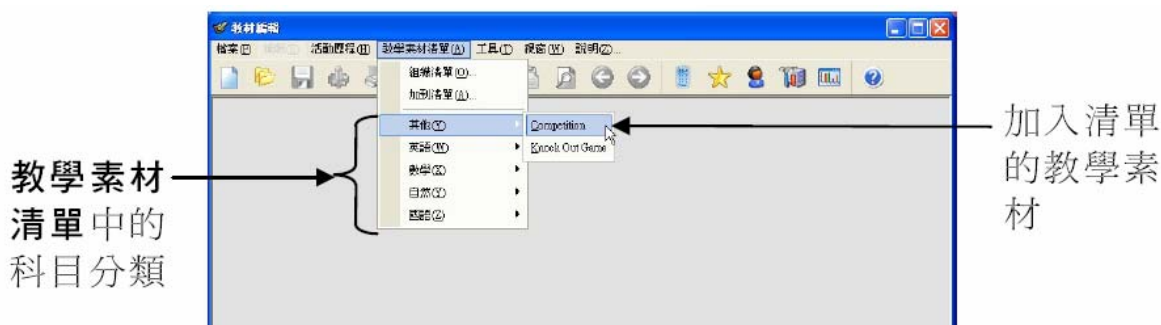 教材編輯
檔案(F) 活動歷程(H) 教學素材清單(A) 工具(T) 視窗(W) 說明(Z)...
組織清單(O)...
加到清單(A)...
其他(V)
英語(W)
數學(X)
自然(Y)
國語(Z)
Competition
Knock Out Game
教學素材
清單中的
科目分類
加入清單
的教學素
材